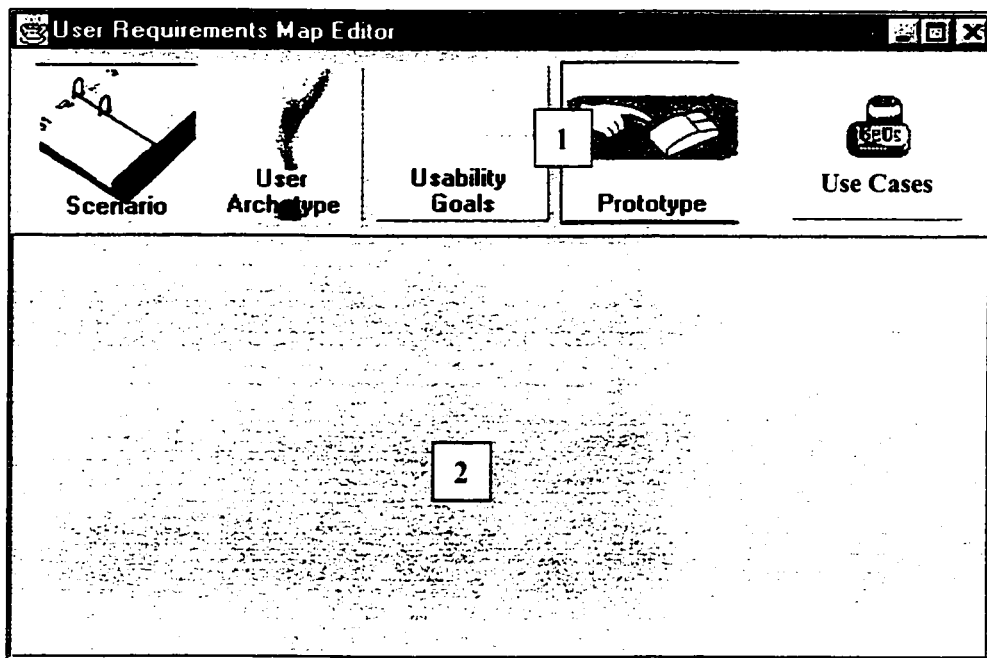 User Requirements Map Editor
1
Scenario
User
Archetype
Usability
Goals
Prototype
Use Cases
2